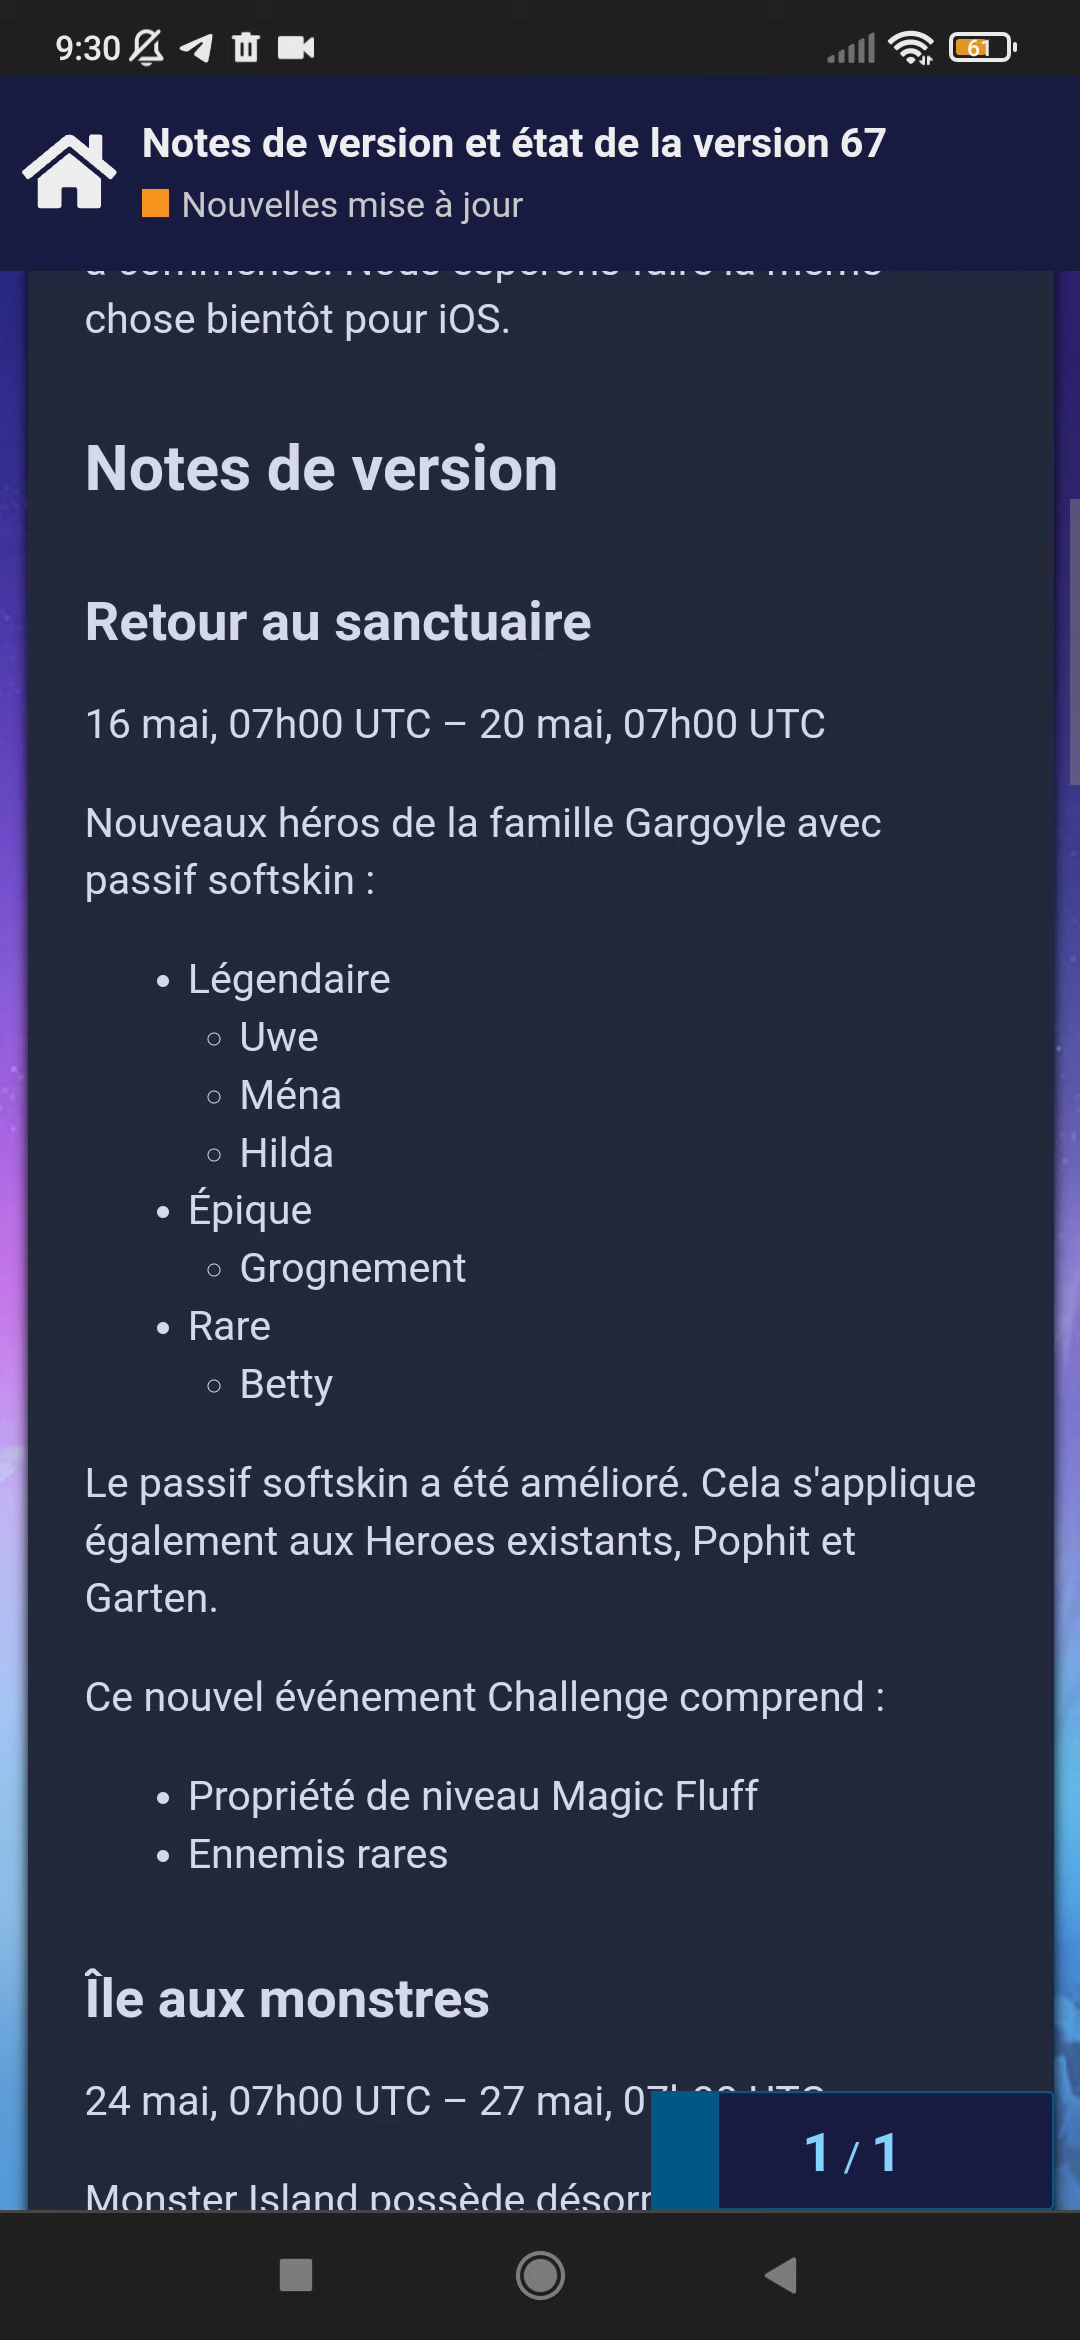 9:30
61
Notes de version et état de la version 67
Nouvelles mise à jour
chose bientôt pour iOS.
Notes de version
Retour au sanctuaire
16 mai, 07h00 UTC – 20 mai, 07h00 UTC
Nouveaux héros de la famille Gargoyle avec
passif softskin :
• Légendaire
◦ Uwe
◦ Ména
◦ Hilda
• Épique
◦ Grognement
• Rare
◦ Betty
Le passif softskin a été amélioré. Cela s'applique
également aux Heroes existants, Pophit et
Garten.
Ce nouvel événement Challenge comprend :
• Propriété de niveau Magic Fluff
• Ennemis rares
Île aux monstres
24 mai, 07h00 UTC – 27 mai, 07h00 UTC
1 / 1
Monster Island possède